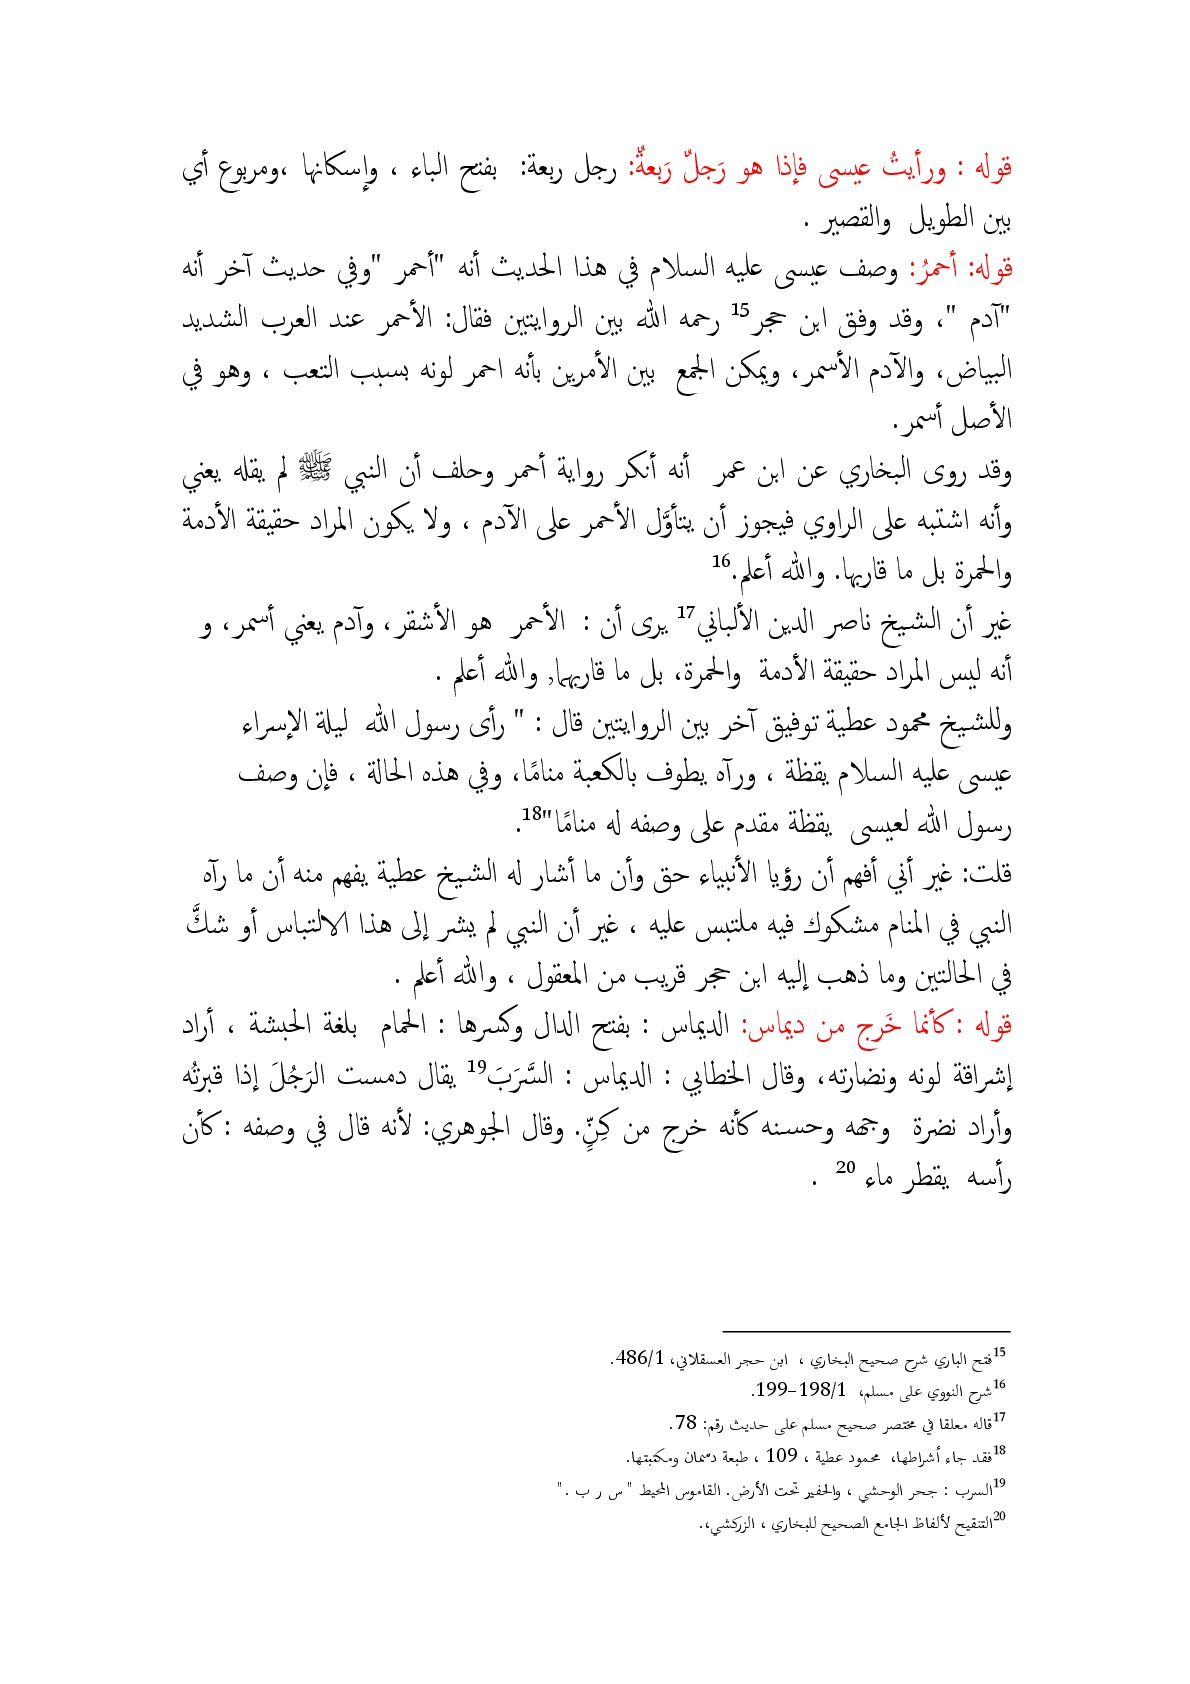 قوله : ورأيتُ عيسى فإذا هو رَجلٌ رَبعةٌ: رجل ربعة: بفتح الباء ، وإسكانها ،ومربوع أي
بين الطويل والقصير .
قوله: أحمرُ: وصف عيسى عليه السلام في هذا الحديث أنه "أحمر "وفي حديث آخر أنه
"آدم "، وقد وفق ابن حجر15 رحمه الله بين الروايتين فقال: الأحمر عند العرب الشديد
البياض، والآدم الأسمر، ويمكن الجمع بين الأمرين بأنه احمر لونه بسبب التعب ، وهو في
الأصل أسمر.
وقد روى البخاري عن ابن عمر أنه أنكر رواية أحمر وحلف أن النبي ﷺ لم يقله يعني
وأنه اشتبه على الراوي فيجوز أن يتأوَّل الأحمر على الآدم ، ولا يكون المراد حقيقة الأدمة
والحمرة بل ما قاربها. والله أعلم.16
غير أن الشيخ ناصر الدين الألباني17 يرى أن : الأحمر هو الأشقر، وآدم يعني أسمر، و
أنه ليس المراد حقيقة الأدمة والحمرة، بل ما قاربهما, والله أعلم .
وللشيخ محمود عطية توفيق آخر بين الروايتين قال : " رأى رسول الله ليلة الإسراء
عيسى عليه السلام يقظة ، ورآه يطوف بالكعبة منامًا، وفي هذه الحالة ، فإن وصف
رسول الله لعيسى يقظة مقدم على وصفه له منامًا"18.
قلت: غير أني أفهم أن رؤيا الأنبياء حق وأن ما أشار له الشيخ عطية يفهم منه أن ما رآه
النبي في المنام مشكوك فيه ملتبس عليه ، غير أن النبي لم يشر إلى هذا الالتباس أو شكَّ
في الحالتين وما ذهب إليه ابن حجر قريب من المعقول ، والله أعلم .
قوله :كأنما خَرج من ديماس: الديماس : بفتح الدال وكسرها : الحمام بلغة الحبشة ، أراد
إشراقة لونه ونضارته، وقال الخطابي : الديماس : السَّرَبَ19 يقال دمست الرَجُلَ إذا قبرتُه
وأراد نضرة وجهه وحسنه كأنه خرج من كِنٍّ. وقال الجوهري: لأنه قال في وصفه :كأن
رأسه يقطر ماء 20 .
15فتح الباري شرح صحيح البخاري ، ابن حجر العسقلاني، 486/1.
16شرح النووي على مسلم، 198/1–199.
17قاله معلقا في مختصر صحيح مسلم على حديث رقم: 78.
18فقد جاء أشراطها، محمود عطية ، 109 ، طبعة دسمان ومكتبتها.
19السرب : جحر الوحشي ، والحفير تحت الأرض. القاموس المحيط " س ر ب . "
20التنقيح لألفاظ الجامع الصحيح للبخاري ، الزركشي،.